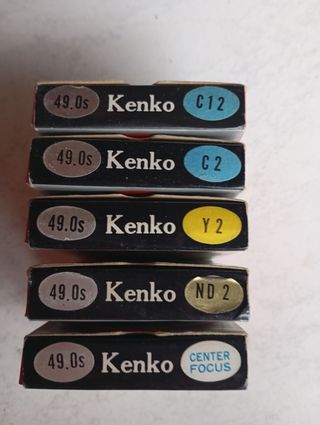 49.0s Kenko C12
49.0s Kenko C2
49.0s Kenko Y2
49.0s Kenko ND2
49.0s Kenko CENTER
FOCUS